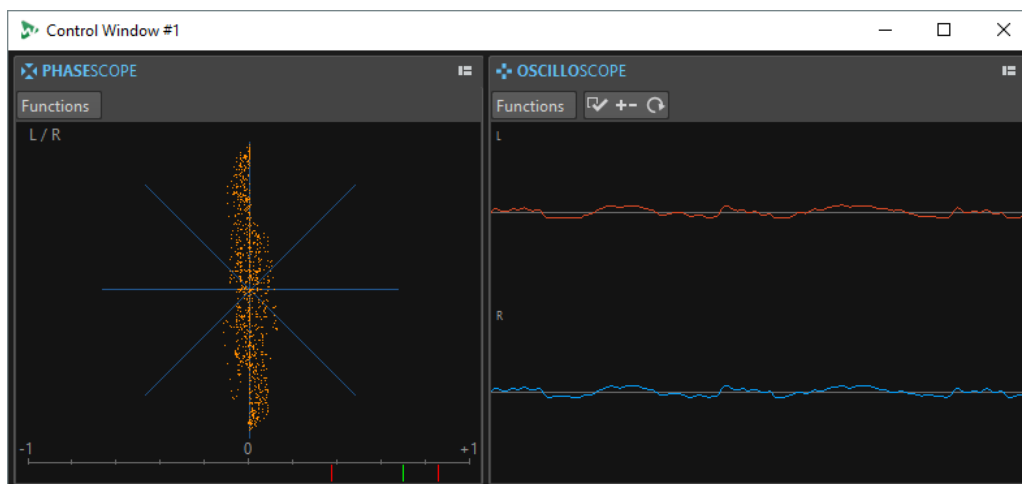 Control Window #1
PHASESCOPE
Functions
L / R
-1
0
+1
OSCILLOSCOPE
Functions
L
R